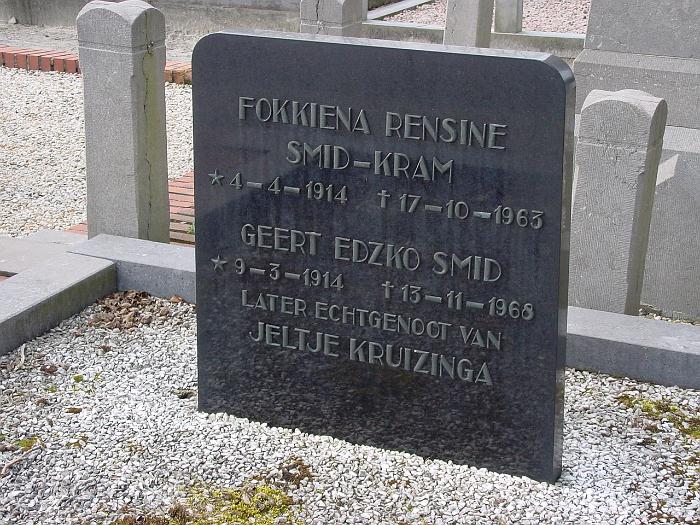 FOKKIENA RENSINE
SMID–KRAM
★ 4–4–1914 † 17–10–1963
GEERT EDZKO SMID
★ 9–3–1914 † 13–11–1968
LATER ECHTGENOOT VAN
JELTJE KRUIZINGA